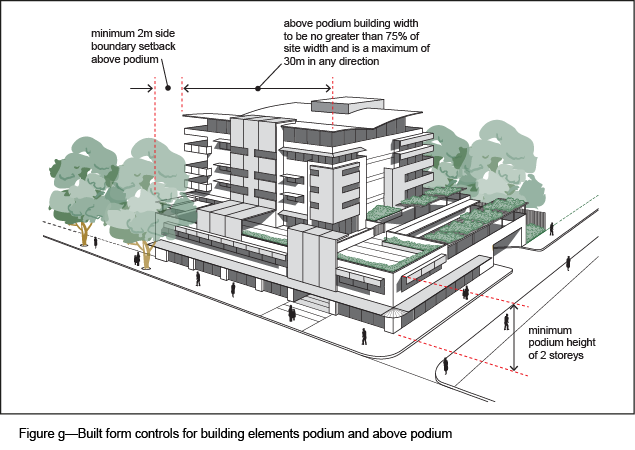 minimum 2m side
boundary setback
above podium
above podium building width
to be no greater than 75% of
site width and is a maximum of
30m in any direction
minimum
podium height
of 2 storeys
Figure g—Built form controls for building elements podium and above podium